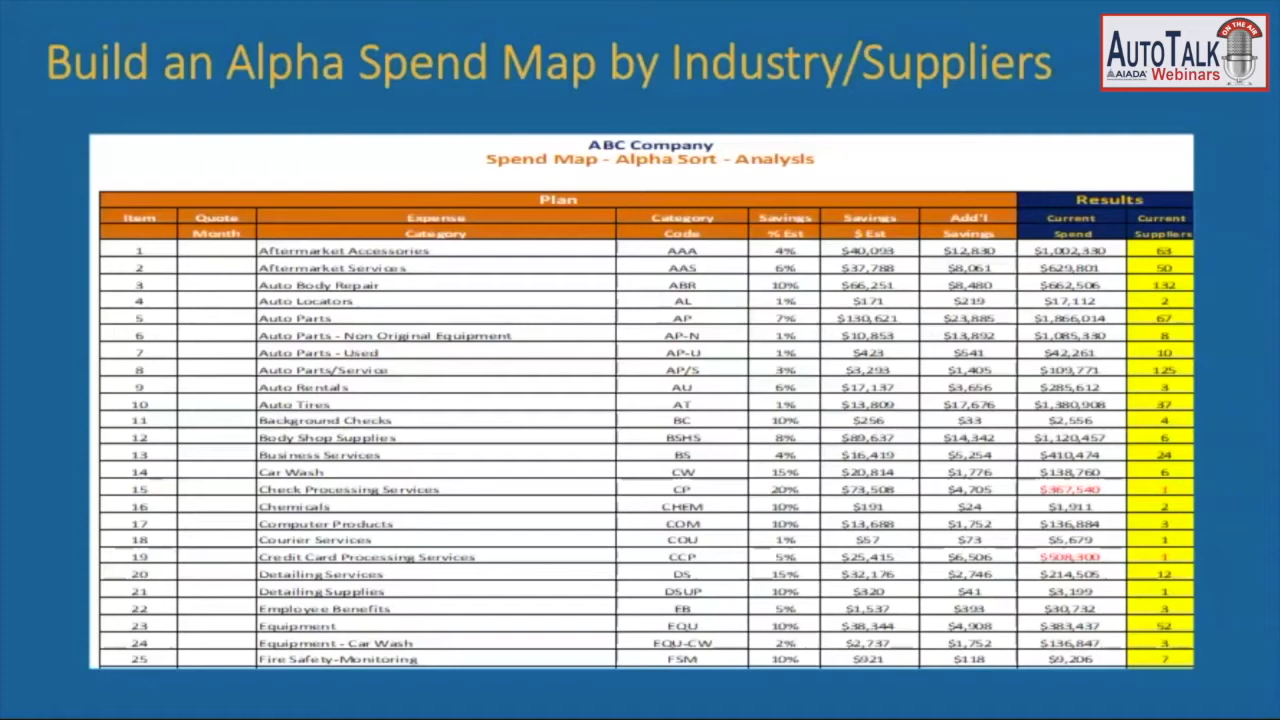 Build an Alpha Spend Map by Industry/Suppliers
ON THE AIR
AUTOTALK
AIADA Webinars
ABC Company
Spend Map - Alpha Sort - Analysis
Plan Results
Item Quote Expense Category Savings Savings Add'l Current Current
Month Category Code % Est $ Est Savings Spend Suppliers
1 Aftermarket Accessories AAA 4% $40,093 $12,830 $1,002,330 63
2 Aftermarket Services AAS 6% $37,788 $8,061 $629,801 50
3 Auto Body Repair ABR 10% $66,251 $8,480 $662,506 132
4 Auto Locators AL 1% $171 $219 $17,112 2
5 Auto Parts AP 7% $130,621 $23,885 $1,866,014 67
6 Auto Parts - Non Original Equipment AP-N 1% $10,853 $13,892 $1,085,330 8
7 Auto Parts - Used AP-U 1% $423 $541 $42,261 10
8 Auto Parts/Service AP/S 3% $3,293 $1,405 $109,771 125
9 Auto Rentals AU 6% $17,137 $3,656 $285,612 3
10 Auto Tires AT 1% $13,809 $17,676 $1,380,908 37
11 Background Checks BC 10% $256 $33 $2,556 4
12 Body Shop Supplies BSHS 8% $89,637 $14,342 $1,120,457 6
13 Business Services BS 4% $16,419 $5,254 $410,474 24
14 Car Wash CW 15% $20,814 $1,776 $138,760 6
15 Check Processing Services CP 20% $73,508 $4,705 $367,540 1
16 Chemicals CHEM 10% $191 $24 $1,911 2
17 Computer Products COM 10% $13,688 $1,752 $136,884 3
18 Courier Services COU 1% $57 $73 $5,679 1
19 Credit Card Processing Services CCP 5% $25,415 $6,506 $508,300 1
20 Detailing Services DS 15% $32,176 $2,746 $214,505 12
21 Detailing Supplies DSUP 10% $320 $41 $3,199 1
22 Employee Benefits EB 5% $1,537 $393 $30,732 3
23 Equipment EQU 10% $38,344 $4,908 $383,437 52
24 Equipment - Car Wash EQU-CW 2% $2,737 $1,752 $136,847 3
25 Fire Safety-Monitoring FSM 10% $921 $118 $9,206 7